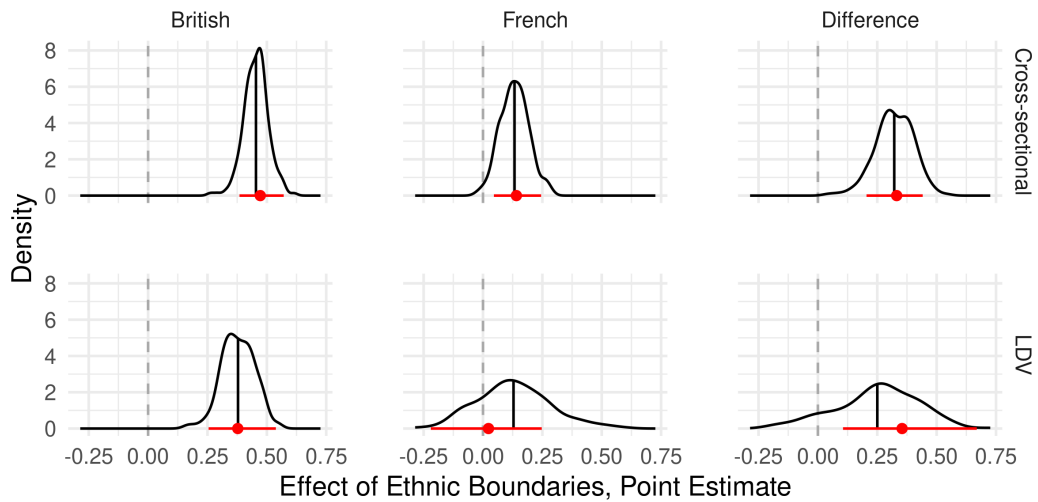 British French Difference
8
6
4
2
0
Cross-sectional
Density
8
6
4
2
0
LDV
-0.25 0.00 0.25 0.50 0.75 -0.25 0.00 0.25 0.50 0.75 -0.25 0.00 0.25 0.50 0.75
Effect of Ethnic Boundaries, Point Estimate